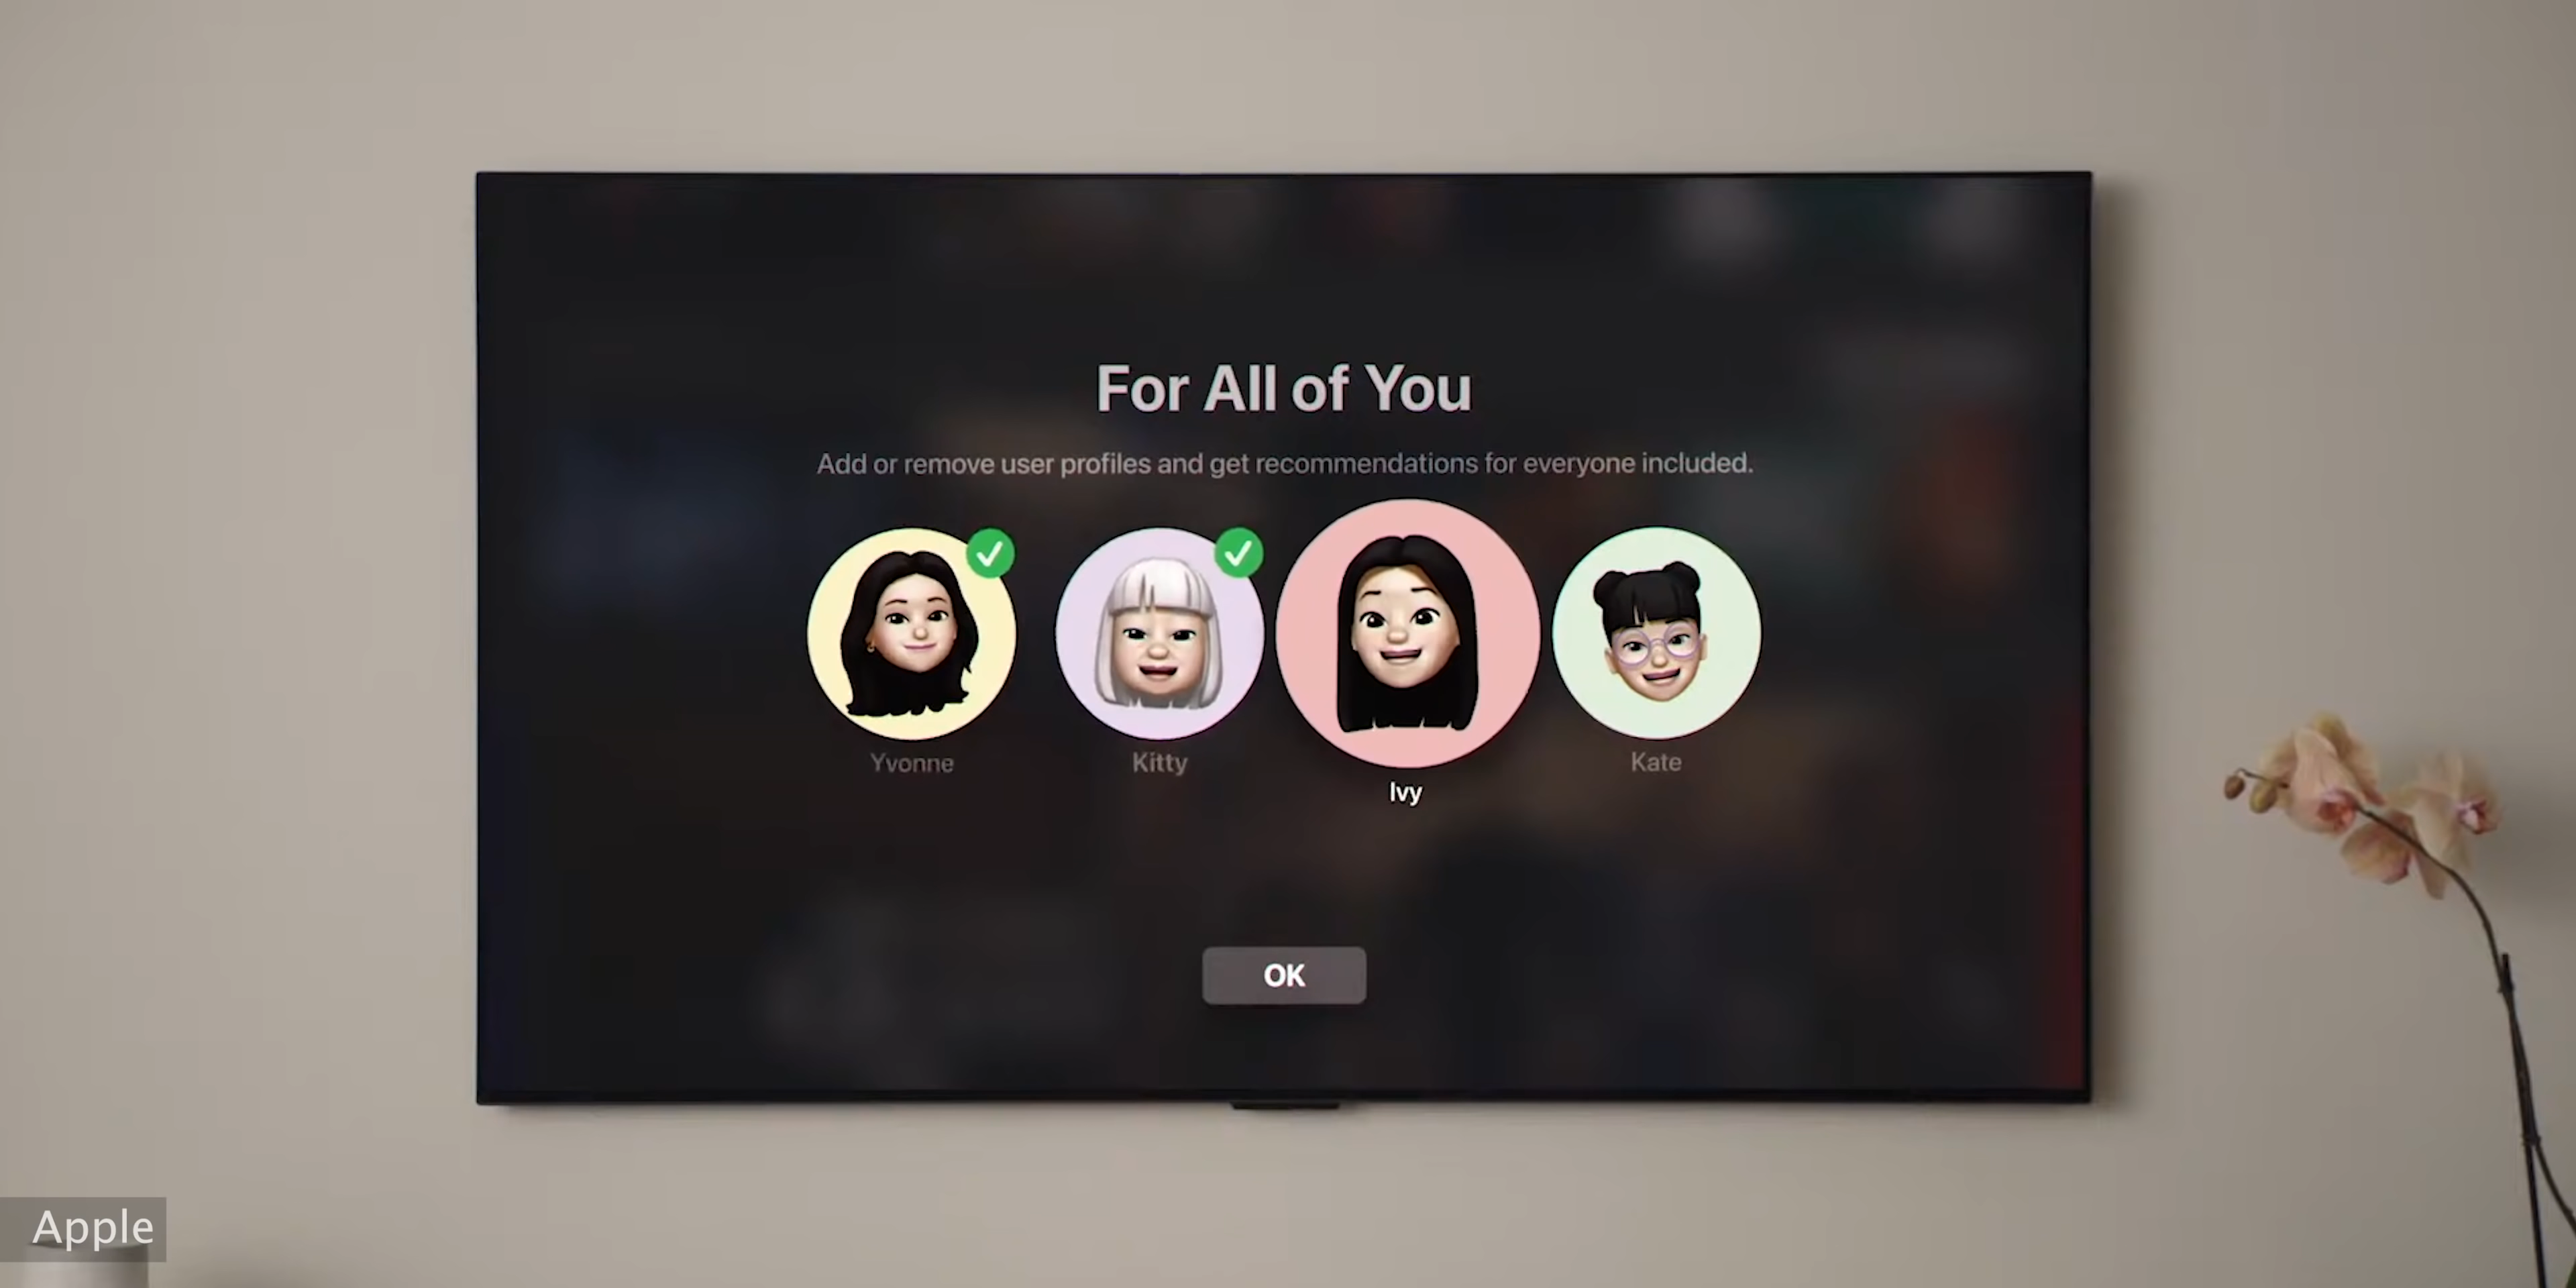 For All of You
Add or remove user profiles and get recommendations for everyone included.
Yvonne
Kitty
Ivy
Kate
OK
Apple